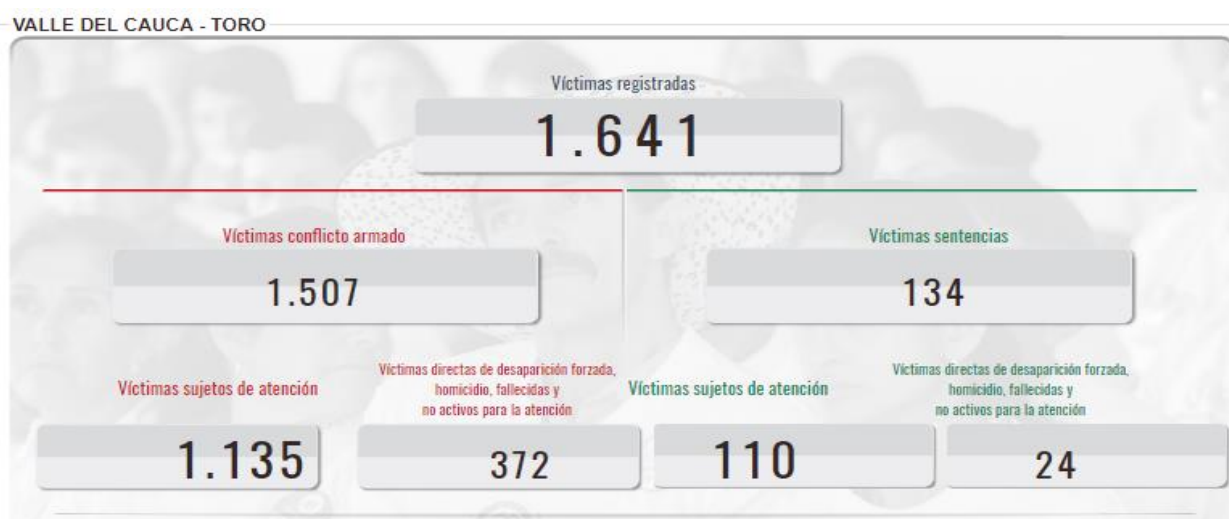 VALLE DEL CAUCA - TORO
Víctimas registradas
1.641
Víctimas conflicto armado
1.507
Víctimas sentencias
134
Víctimas sujetos de atención
1.135
Víctimas directas de desaparición forzada,
homicidio, fallecidas y
no activos para la atención
372
Víctimas sujetos de atención
110
Víctimas directas de desaparición forzada,
homicidio, fallecidas y
no activos para la atención
24